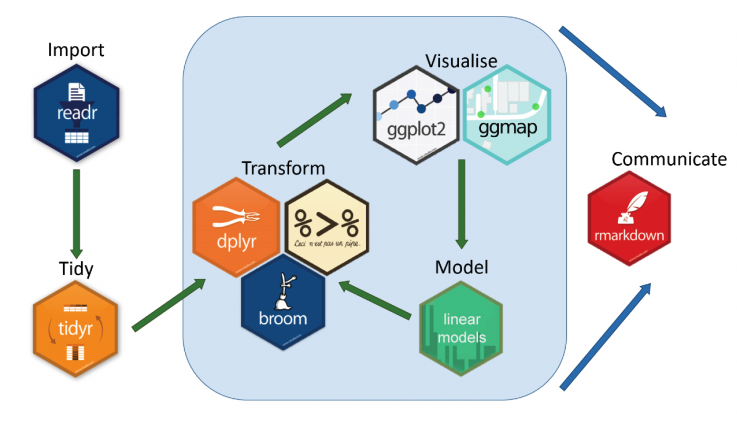 Import
readr
Tidy
tidyr
Transform
dplyr
%>%
Ceci n'est pas un pipe.
broom
Visualise
ggplot2
ggmap
Model
linear
models
Communicate
rmarkdown